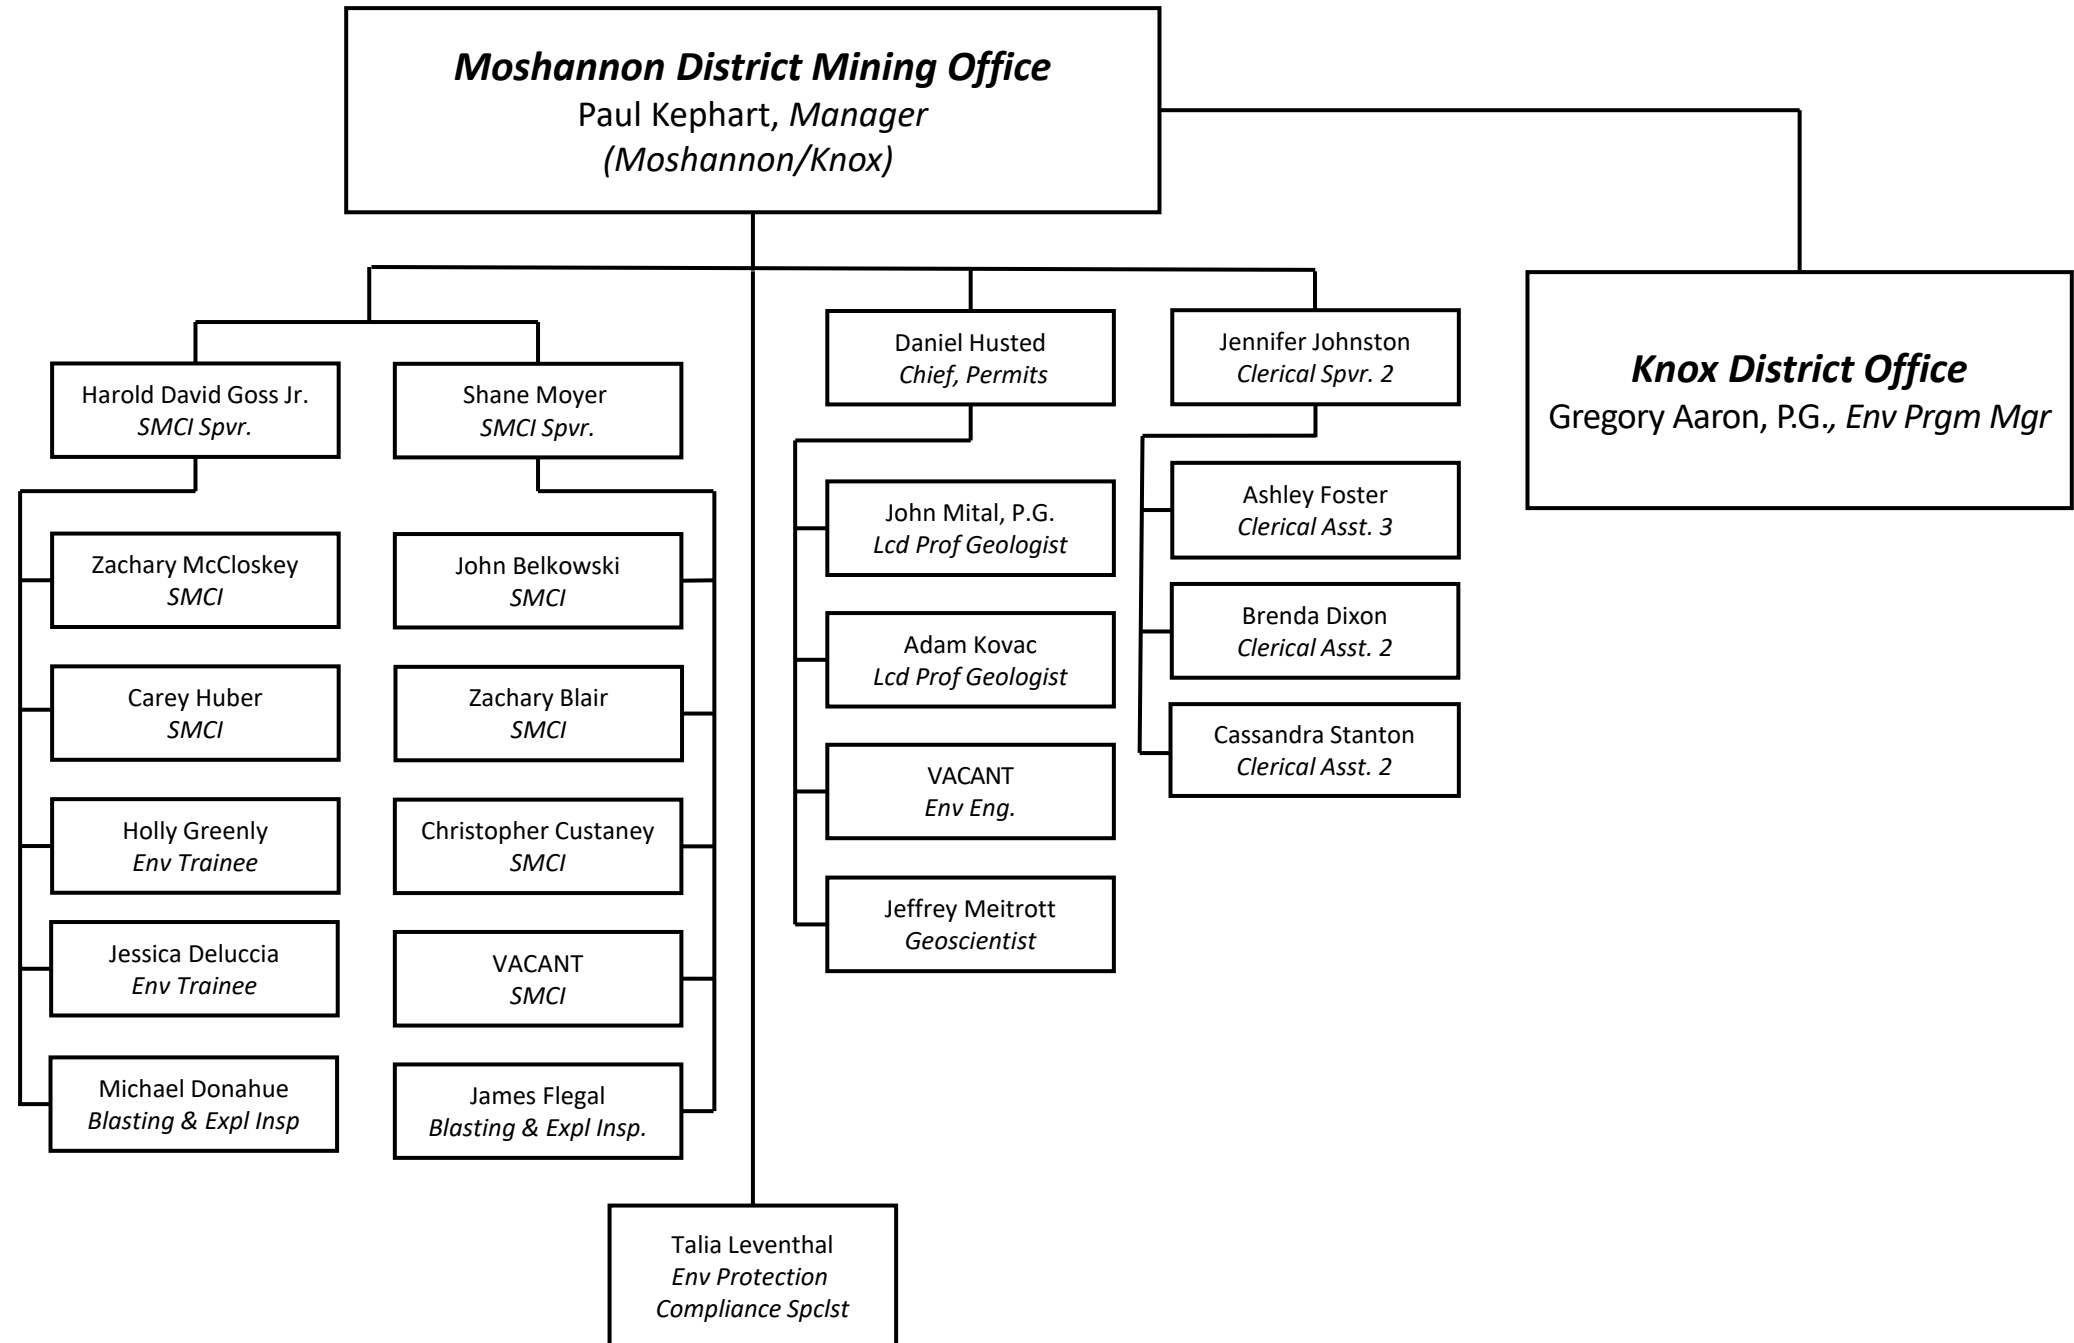 Moshannon District Mining Office
Paul Kephart, Manager
(Moshannon/Knox)
Harold David Goss Jr.
SMCI Spvr.
Zachary McCloskey
SMCI
Carey Huber
SMCI
Holly Greenly
Env Trainee
Jessica Deluccia
Env Trainee
Michael Donahue
Blasting & Expl Insp
Shane Moyer
SMCI Spvr.
John Belkowski
SMCI
Zachary Blair
SMCI
Christopher Custaney
SMCI
VACANT
SMCI
James Flegal
Blasting & Expl Insp.
Talia Leventhal
Env Protection
Compliance Spclst
Daniel Husted
Chief, Permits
John Mital, P.G.
Lcd Prof Geologist
Adam Kovac
Lcd Prof Geologist
VACANT
Env Eng.
Jeffrey Meitrott
Geoscientist
Jennifer Johnston
Clerical Spvr. 2
Ashley Foster
Clerical Asst. 3
Brenda Dixon
Clerical Asst. 2
Cassandra Stanton
Clerical Asst. 2
Knox District Office
Gregory Aaron, P.G., Env Prgm Mgr